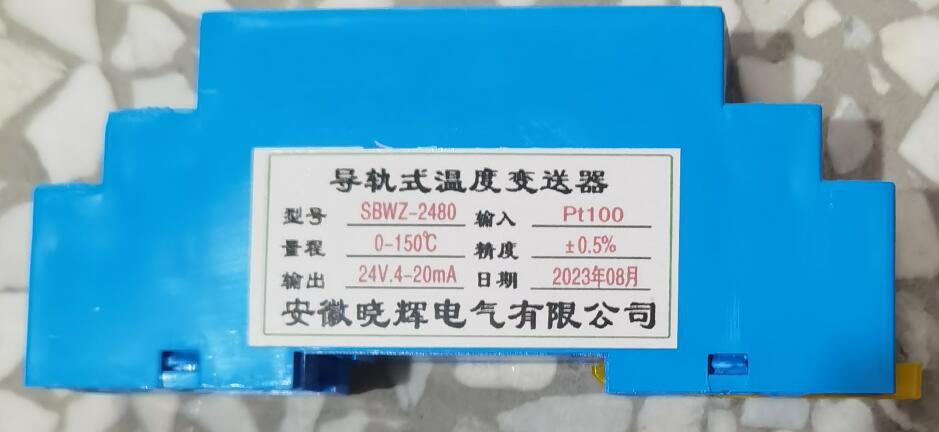 导轨式温度变送器
型号 SBWZ-2480 输入 Pt100
量程 0-150℃ 精度 ±0.5%
输出 24V.4-20mA 日期 2023年08月
安徽晓辉电气有限公司